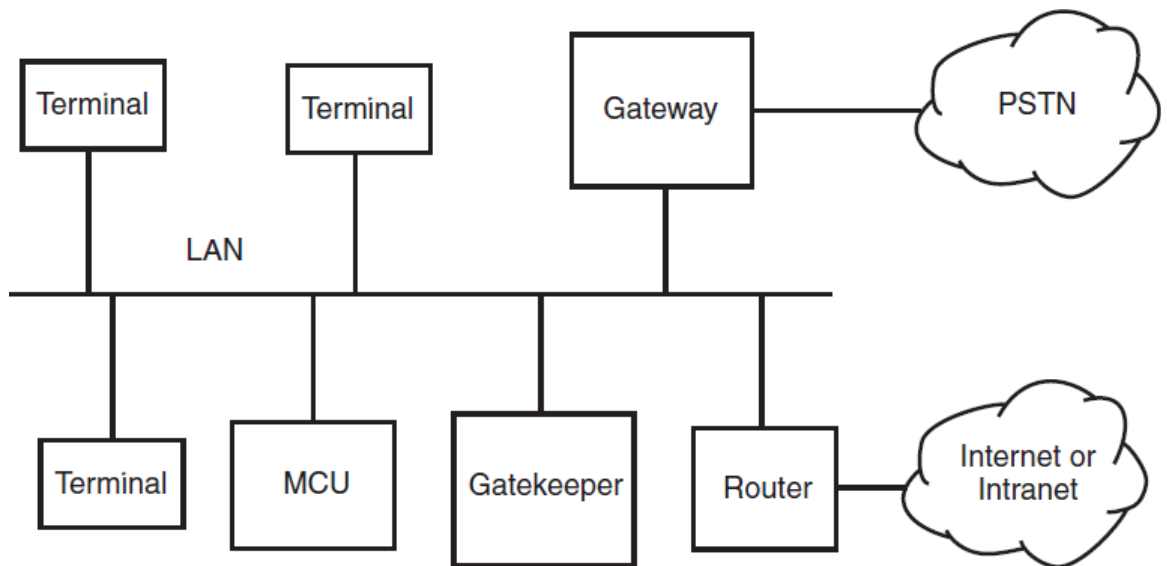 Terminal
Terminal
Gateway
PSTN
LAN
Terminal
MCU
Gatekeeper
Router
Internet or
Intranet